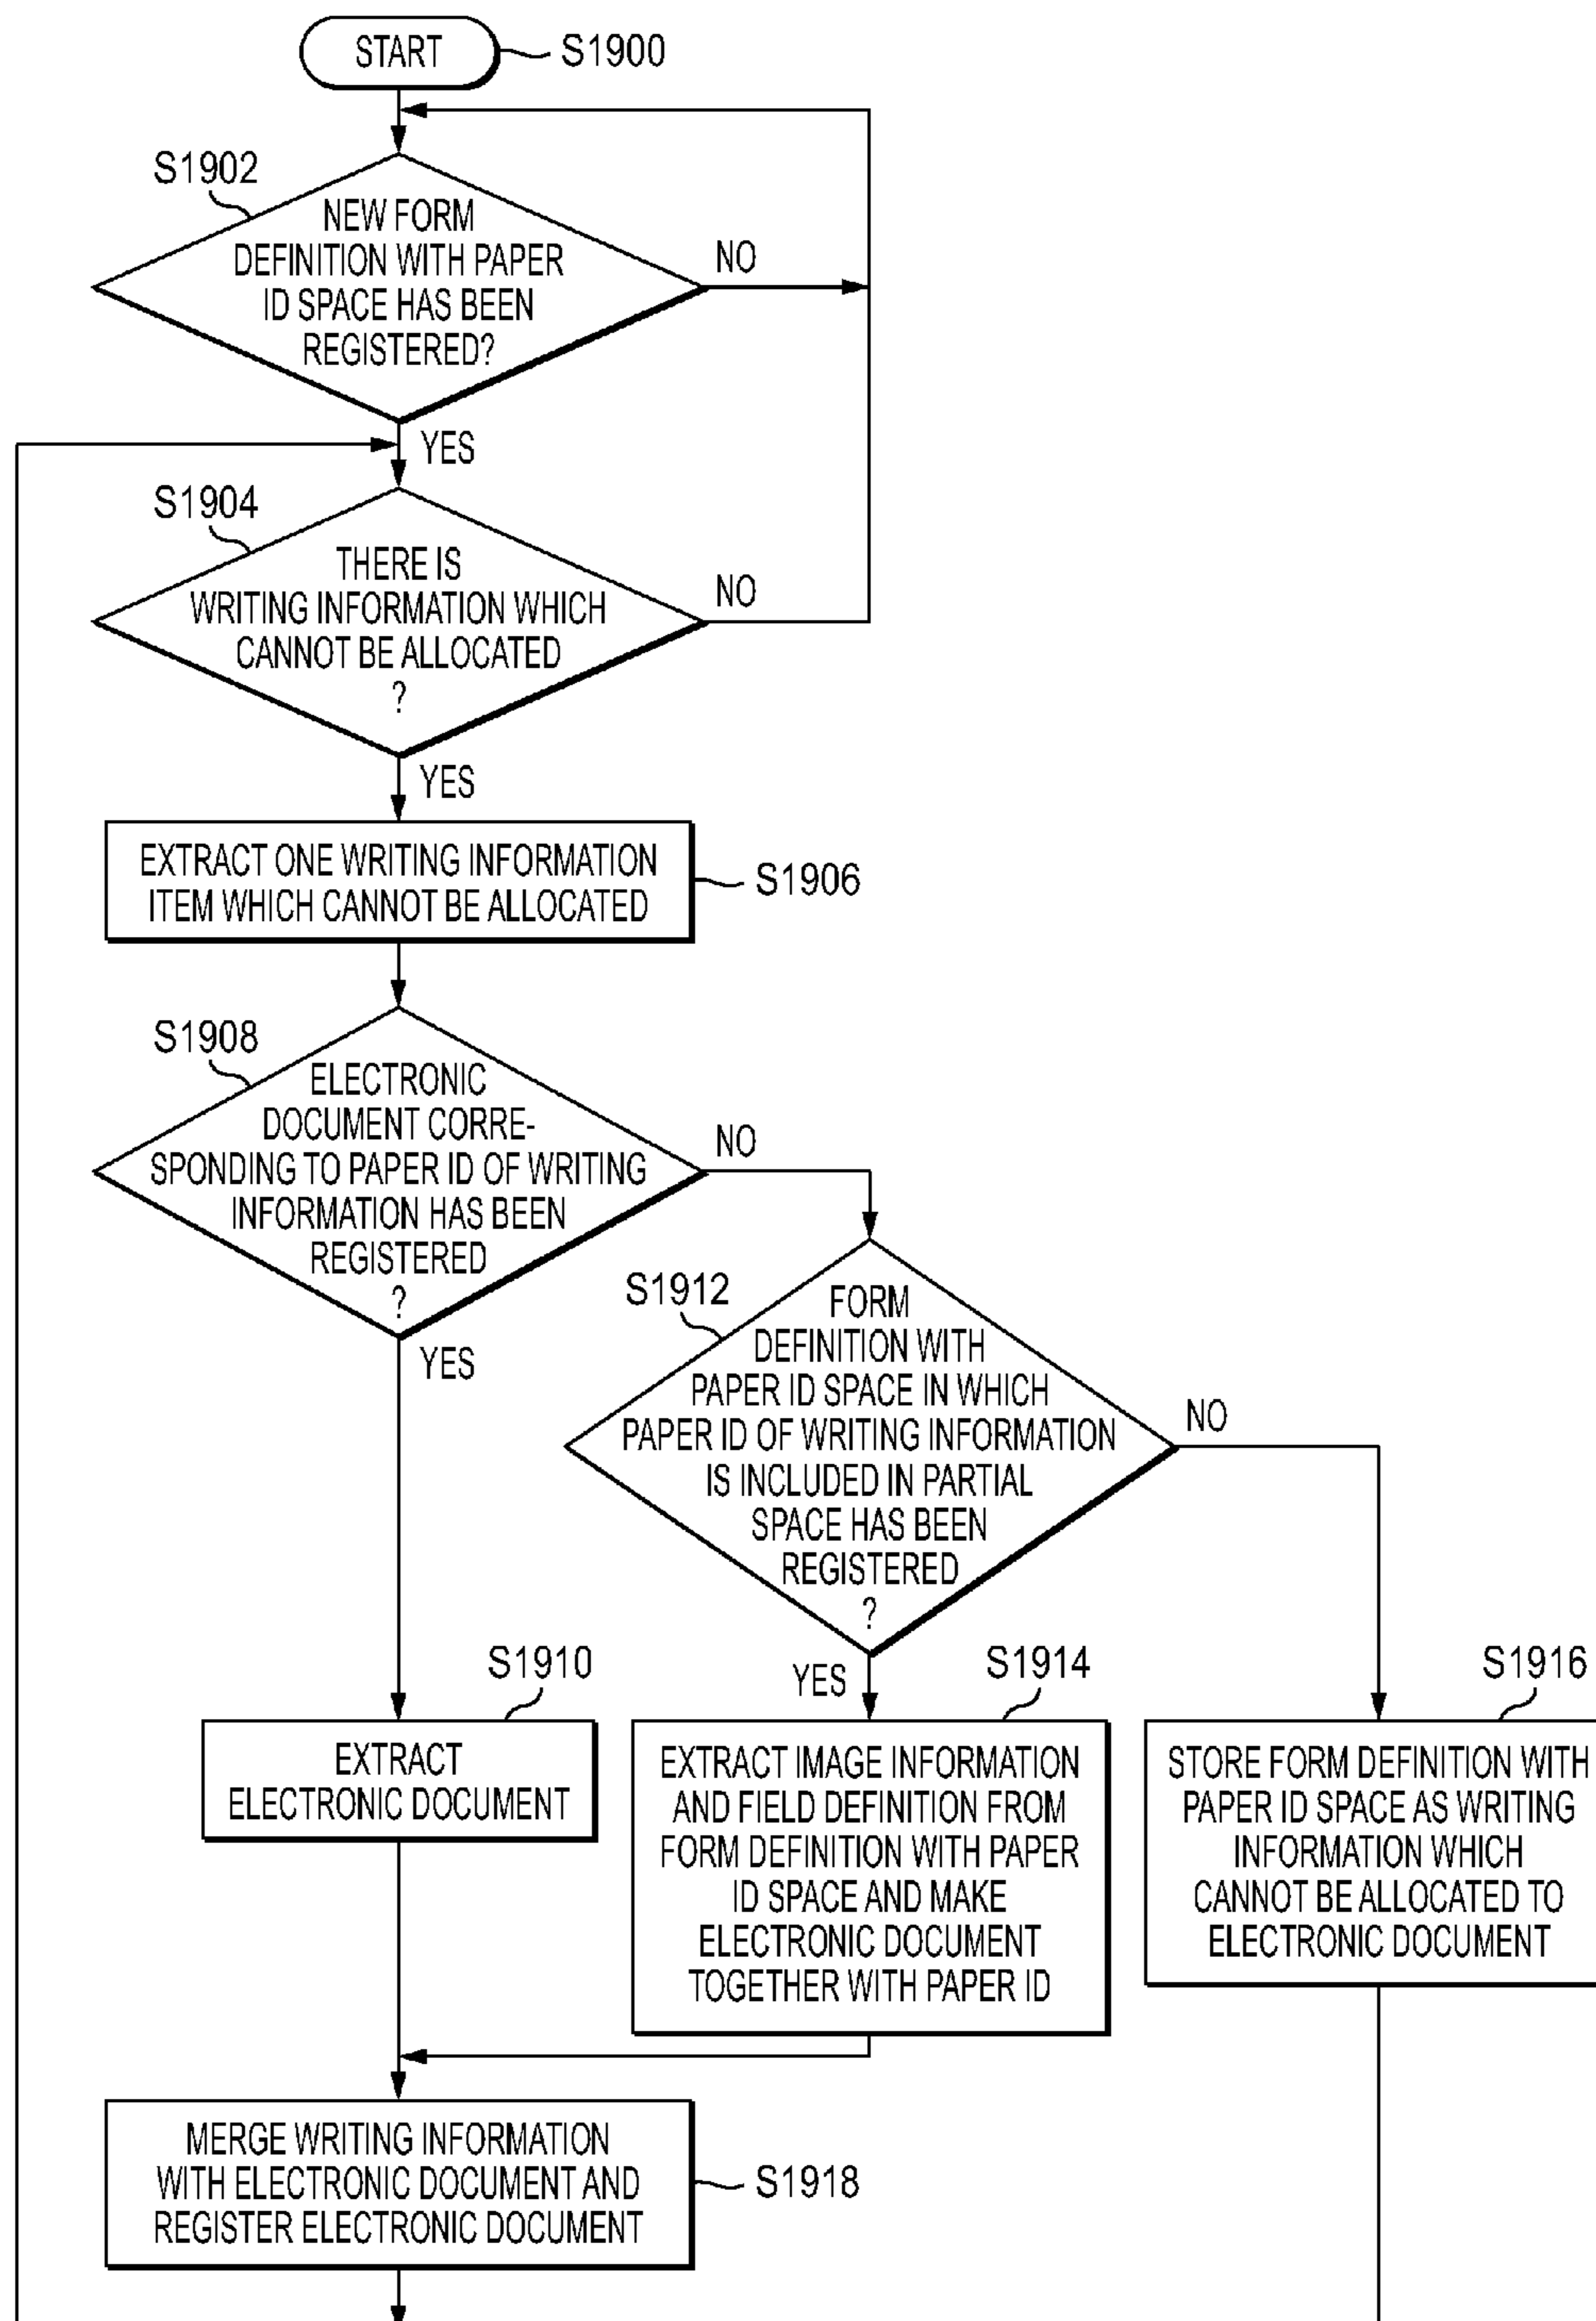 START
S1900
S1902
NEW FORM
DEFINITION WITH PAPER
ID SPACE HAS BEEN
REGISTERED?
NO
YES
S1904
THERE IS
WRITING INFORMATION WHICH
CANNOT BE ALLOCATED
?
NO
YES
EXTRACT ONE WRITING INFORMATION
ITEM WHICH CANNOT BE ALLOCATED
S1906
S1908
ELECTRONIC
DOCUMENT CORRE-
SPONDING TO PAPER ID OF WRITING
INFORMATION HAS BEEN
REGISTERED
?
NO
YES
S1912
FORM
DEFINITION WITH
PAPER ID SPACE IN WHICH
PAPER ID OF WRITING INFORMATION
IS INCLUDED IN PARTIAL
SPACE HAS BEEN
REGISTERED
?
NO
YES
S1910
EXTRACT
ELECTRONIC DOCUMENT
S1914
EXTRACT IMAGE INFORMATION
AND FIELD DEFINITION FROM
FORM DEFINITION WITH PAPER
ID SPACE AND MAKE
ELECTRONIC DOCUMENT
TOGETHER WITH PAPER ID
S1916
STORE FORM DEFINITION WITH
PAPER ID SPACE AS WRITING
INFORMATION WHICH
CANNOT BE ALLOCATED TO
ELECTRONIC DOCUMENT
MERGE WRITING INFORMATION
WITH ELECTRONIC DOCUMENT AND
REGISTER ELECTRONIC DOCUMENT
S1918